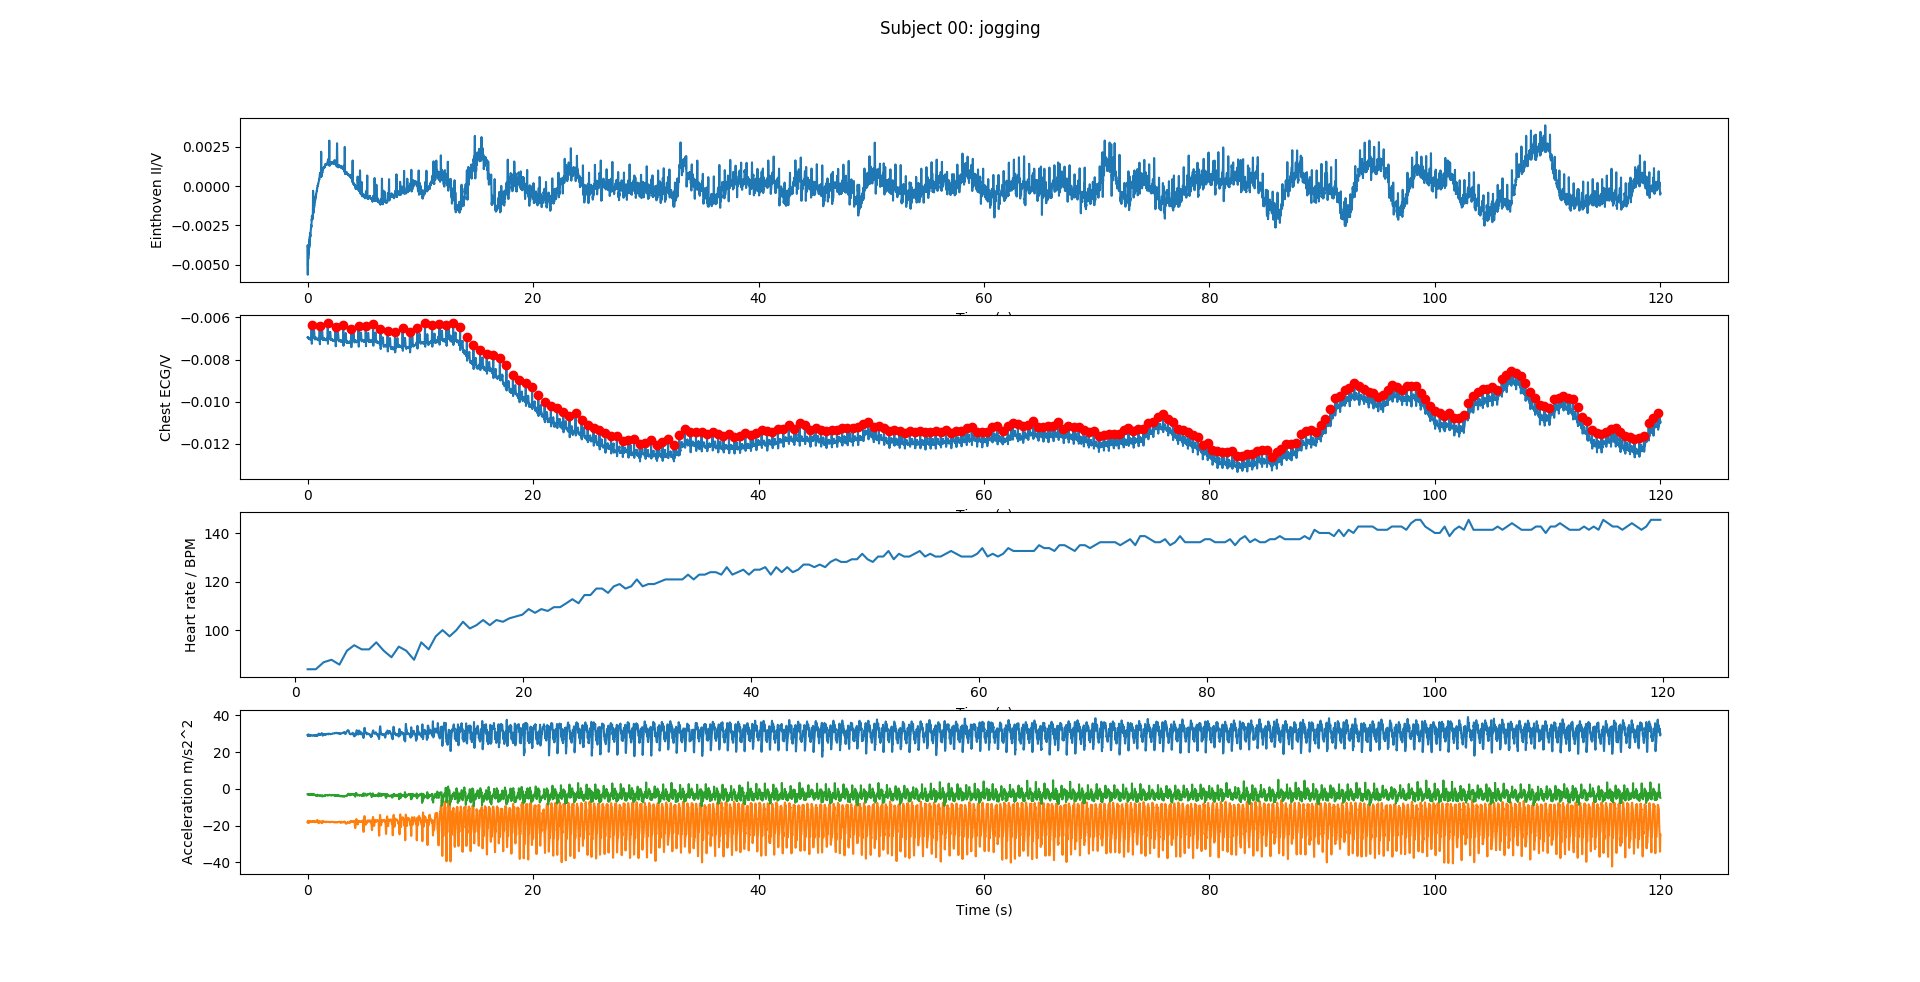 Subject 00: jogging
Einthoven II/V
0.0025
0.0000
−0.0025
−0.0050
0 20 40 60 80 100 120
Chest ECG/V
−0.006
−0.008
−0.010
−0.012
0 20 40 60 80 100 120
Heart rate / BPM
140
120
100
0 20 40 60 80 100 120
Acceleration m/s2^2
40
20
0
−20
−40
0 20 40 60 80 100 120
Time (s)